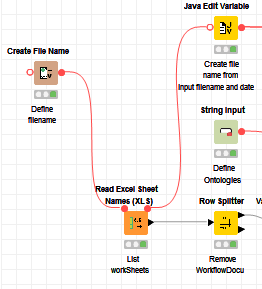 Java Edit Variable
Create file
name from
input filename and date
Create File Name
Define
filename
String Input
Define
Ontologies
Read Excel Sheet
Names (XLS)
List
workSheets
Row Splitter
Remove
WorkflowDocu